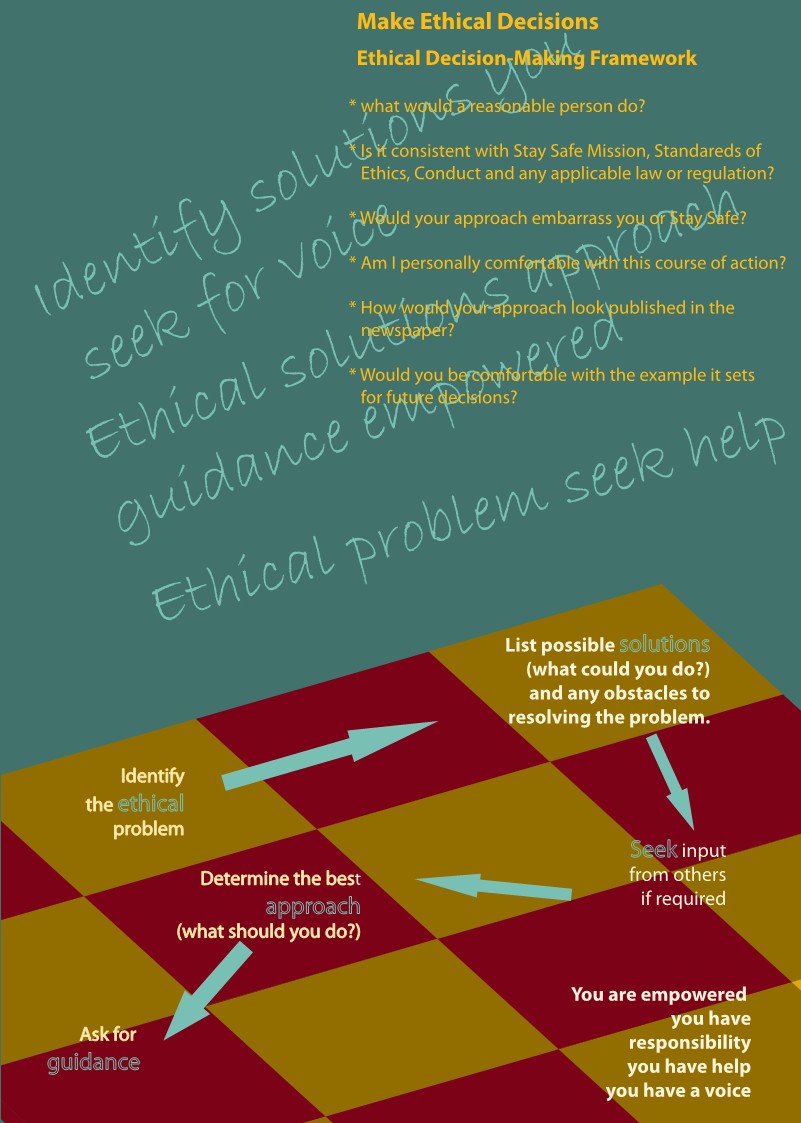 Make Ethical Decisions
Ethical Decision-Making Framework
* what would a reasonable person do?
* Is it consistent with Stay Safe Mission, Standareds of
Ethics, Conduct and any applicable law or regulation?
* Would your approach embarrass you or Stay Safe?
* Am I personally comfortable with this course of action?
* How would your approach look published in the
newspaper?
* Would you be comfortable with the example it sets
for future decisions?
Identify solutions you
seek for voice
Ethical solutions approach
guidance empowered
Ethical problem seek help
Identify
the ethical
problem
List possible solutions
(what could you do?)
and any obstacles to
resolving the problem.
Seek input
from others
if required
Determine the best
approach
(what should you do?)
Ask for
guidance
You are empowered
you have
responsibility
you have help
you have a voice